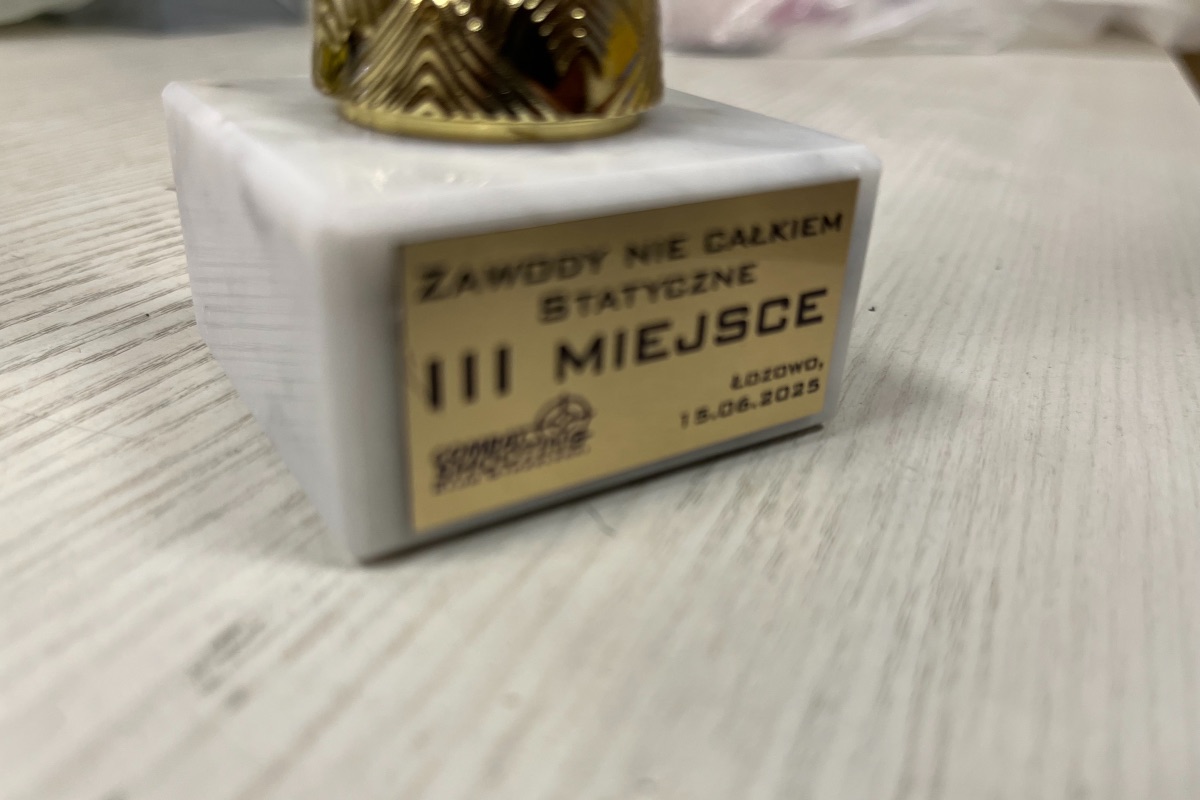 ZAWODY NIE CAŁKIEM
STATYCZNE
III MIEJSCE
ŁOZOWO,
15.06.2025